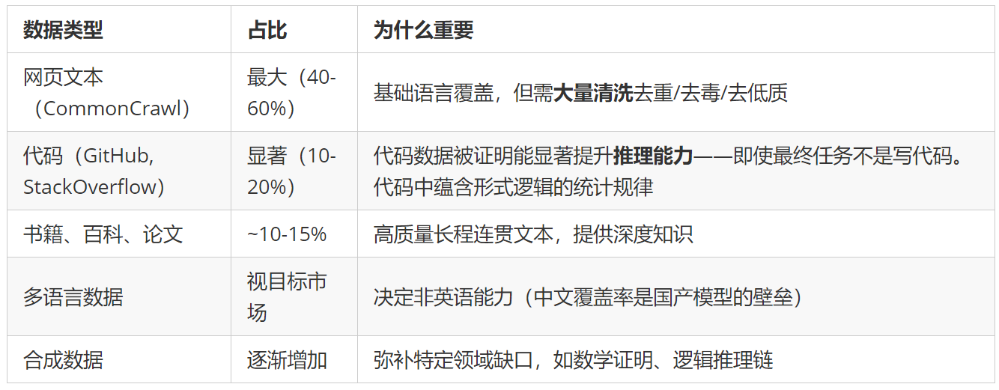 数据类型 占比 为什么重要
网页文本
（CommonCrawl）
最大（40-
60%）
基础语言覆盖，但需大量清洗去重/去毒/去低质
代码（GitHub,
StackOverflow）
显著（10-
20%）
代码数据被证明能显著提升推理能力——即使最终任务不是写代码。
代码中蕴含形式逻辑的统计规律
书籍、百科、论文 ~10-15% 高质量长程连贯文本，提供深度知识
多语言数据
视目标市
场
决定非英语能力（中文覆盖率是国产模型的壁垒）
合成数据 逐渐增加 弥补特定领域缺口，如数学证明、逻辑推理链